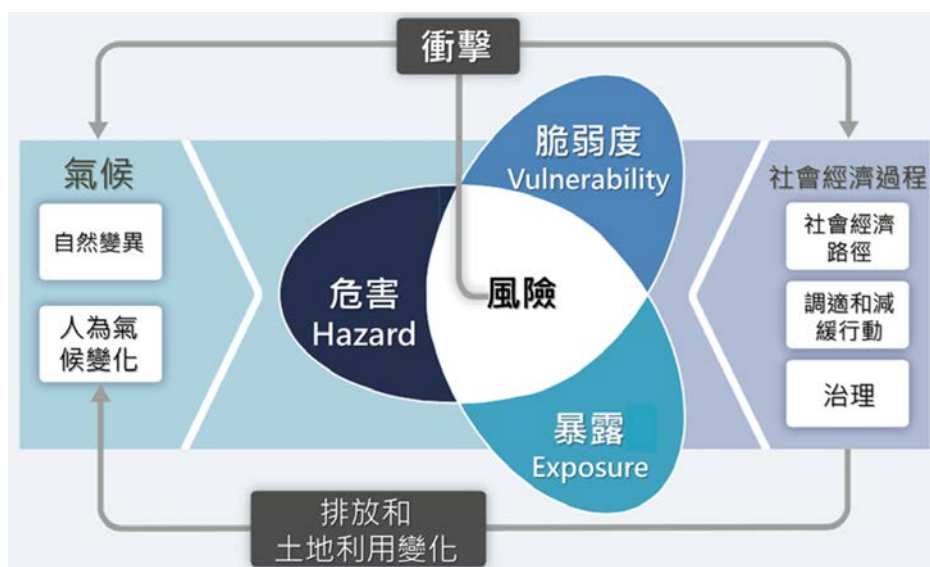 衝擊
氣候
自然變異
人為氣
候變化
危害
Hazard
脆弱度
Vulnerability
風險
暴露
Exposure
社會經濟過程
社會經濟
路徑
調適和減
緩行動
治理
排放和
土地利用變化